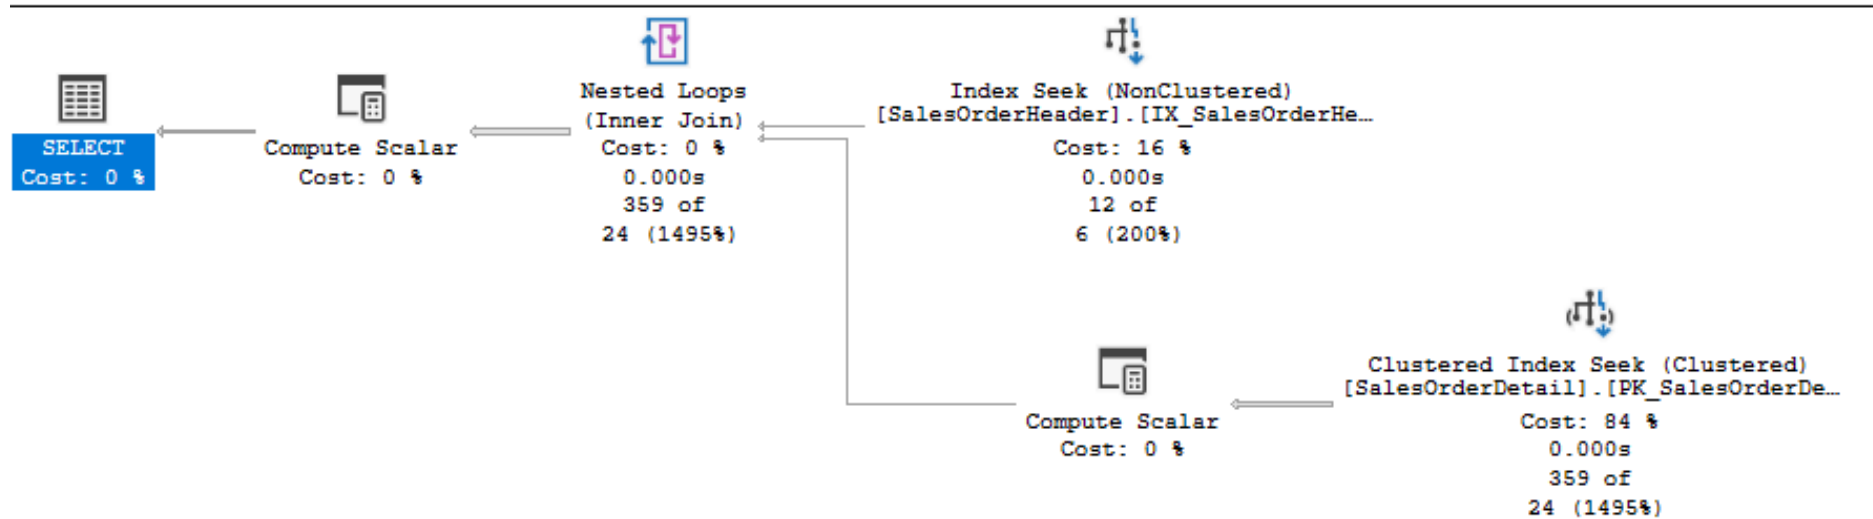 SELECT
Cost: 0 %
Compute Scalar
Cost: 0 %
Nested Loops
(Inner Join)
Cost: 0 %
0.000s
359 of
24 (1495%)
Index Seek (NonClustered)
[SalesOrderHeader].[IX_SalesOrderHe…
Cost: 16 %
0.000s
12 of
6 (200%)
Compute Scalar
Cost: 0 %
Clustered Index Seek (Clustered)
[SalesOrderDetail].[PK_SalesOrderDe…
Cost: 84 %
0.000s
359 of
24 (1495%)